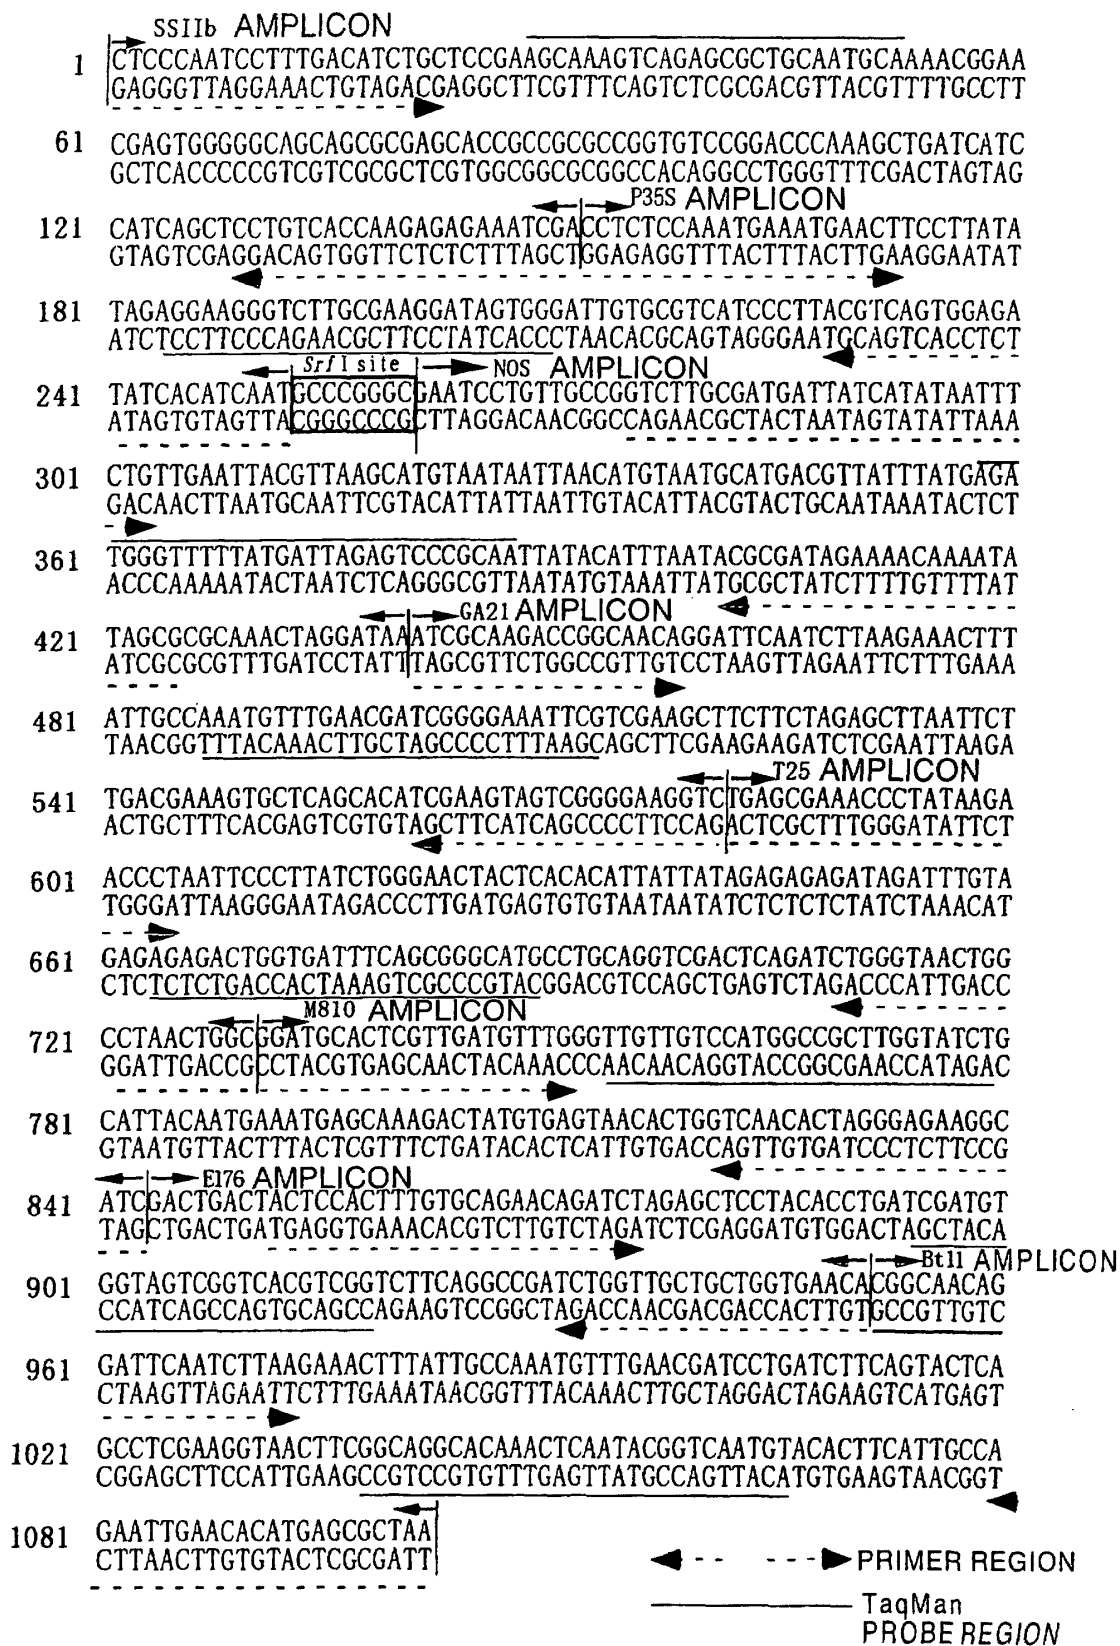 SSIIb AMPLICON
1 CTCCCAATCCTTTGACATCTGCTCCGAAGCAAAGTCAGAGCGCTGCAATGCAAAACGGAA
GAGGGTTAGGAAACTGTAGACGAGGCTTCGTTTCAGTCTCGCGACGTTACGTTTTGCCTT
61 CGAGTGGGGGCAGCAGCGCGAGCACCGCCGCGCCGGTGTCCGGACCCAAAGCTGATCATC
GCTCACCCCCGTCGTCGCGCTCGTGGCGGCGCGGCCACAGGCCTGGGTTTCGACTAGTAG
P35S AMPLICON
121 CATCAGCTCCTGTCACCAAGAGAGAAATCGACCTCTCCAAATGAAATGAACTTCCTTATA
GTAGTCGAGGACAGTGGTTCTCTCTTTAGCTGGAGAGGTTTACTTTACTTGAAGGAATAT
181 TAGAGGAAGGGTCTTGCGAAGGATAGTGGGATTGTGCGTCATCCCTTACGTCAGTGGAGA
ATCTCCTTCCCAGAACGCTTCCTATCACCCTAACACGCAGTAGGGAATGCAGTCACCTCT
SrfI site NOS AMPLICON
241 TATCACATCAATGCCCGGGCGAATCCTGTTGCCGGTCTTGCGATGATTATCATATAATTT
ATAGTGTAGTTACGGGCCCGCTTAGGACAACGGCCAGAACGCTACTAATAGTATATTAAA
301 CTGTTGAATTACGTTAAGCATGTAATAATTAACATGTAATGCATGACGTTATTTATGAGA
GACAACTTAATGCAATTCGTACATTATTAATTGTACATTACGTACTGCAATAAATACTCT
361 TGGGTTTTTATGATTAGAGTCCCGCAATTATACATTTAATACGCGATAGAAAACAAAATA
ACCCAAAAATACTAATCTCAGGGCGTTAATATGTAAATTATGCGCTATCTTTTGTTTTAT
GA21 AMPLICON
421 TAGCGCGCAAACTAGGATAAATCGCAAGACCGGCAACAGGATTCAATCTTAAGAAACTTT
ATCGCGCGTTTGATCCTATTTAGCGTTCTGGCCGTTGTCCTAAGTTAGAATTCTTTGAAA
481 ATTGCCAAATGTTTGAACGATCGGGGAAATTCGTCGAAGCTTCTTCTAGAGCTTAATTCT
TAACGGTTTACAAACTTGCTAGCCCCTTTAAGCAGCTTCGAAGAAGATCTCGAATTAAGA
T25 AMPLICON
541 TGACGAAAGTGCTCAGCACATCGAAGTAGTCGGGGAAGGTCTGAGCGAAACCCTATAAGA
ACTGCTTTCACGAGTCGTGTAGCTTCATCAGCCCCTTCCAGACTCGCTTTGGGATATTCT
601 ACCCTAATTCCCTTATCTGGGAACTACTCACACATTATTATAGAGAGAGATAGATTTGTA
TGGGATTAAGGGAATAGACCCTTGATGAGTGTGTAATAATATCTCTCTCTATCTAAACAT
661 GAGAGAGACTGGTGATTTCAGCGGGCATGCCTGCAGGTCGACTCAGATCTGGGTAACTGG
CTCTCTCTGACCACTAAAGTCGCCCGTACGGACGTCCAGCTGAGTCTAGACCCATTGACC
M810 AMPLICON
721 CCTAACTGGCGGATGCACTCGTTGATGTTTGGGTTGTTGTCCATGGCCGCTTGGTATCTG
GGATTGACCGCCTACGTGAGCAACTACAAACCCAACAACAGGTACCGGCGAACCATAGAC
781 CATTACAATGAAATGAGCAAAGACTATGTGAGTAACACTGGTCAACACTAGGGAGAAGGC
GTAATGTTACTTTACTCGTTTCTGATACACTCATTGTGACCAGTTGTGATCCCTCTTCCG
E176 AMPLICON
841 ATCGACTGACTACTCCACTTTGTGCAGAACAGATCTAGAGCTCCTACACCTGATCGATGT
TAGCTGACTGATGAGGTGAAACACGTCTTGTCTAGATCTCGAGGATGTGGACTAGCTACA
Bt11 AMPLICON
901 GGTAGTCGGTCACGTCGGTCTTCAGGCCGATCTGGTTGCTGCTGGTGAACACGGCAACAG
CCATCAGCCAGTGCAGCCAGAAGTCCGGCTAGACCAACGACGACCACTTGTGCCGTTGTC
961 GATTCAATCTTAAGAAACTTTATTGCCAAATGTTTGAACGATCCTGATCTTCAGTACTCA
CTAAGTTAGAATTCTTTGAAATAACGGTTTACAAACTTGCTAGGACTAGAAGTCATGAGT
1021 GCCTCGAAGGTAACTTCGGCAGGCACAAACTCAATACGGTCAATGTACACTTCATTGCCA
CGGAGCTTCCATTGAAGCCGTCCGTGTTTGAGTTATGCCAGTTACATGTGAAGTAACGGT
1081 GAATTGAACACATGAGCGCTAA
CTTAACTTGTGTACTCGCGATT
PRIMER REGION
TaqMan
PROBE REGION